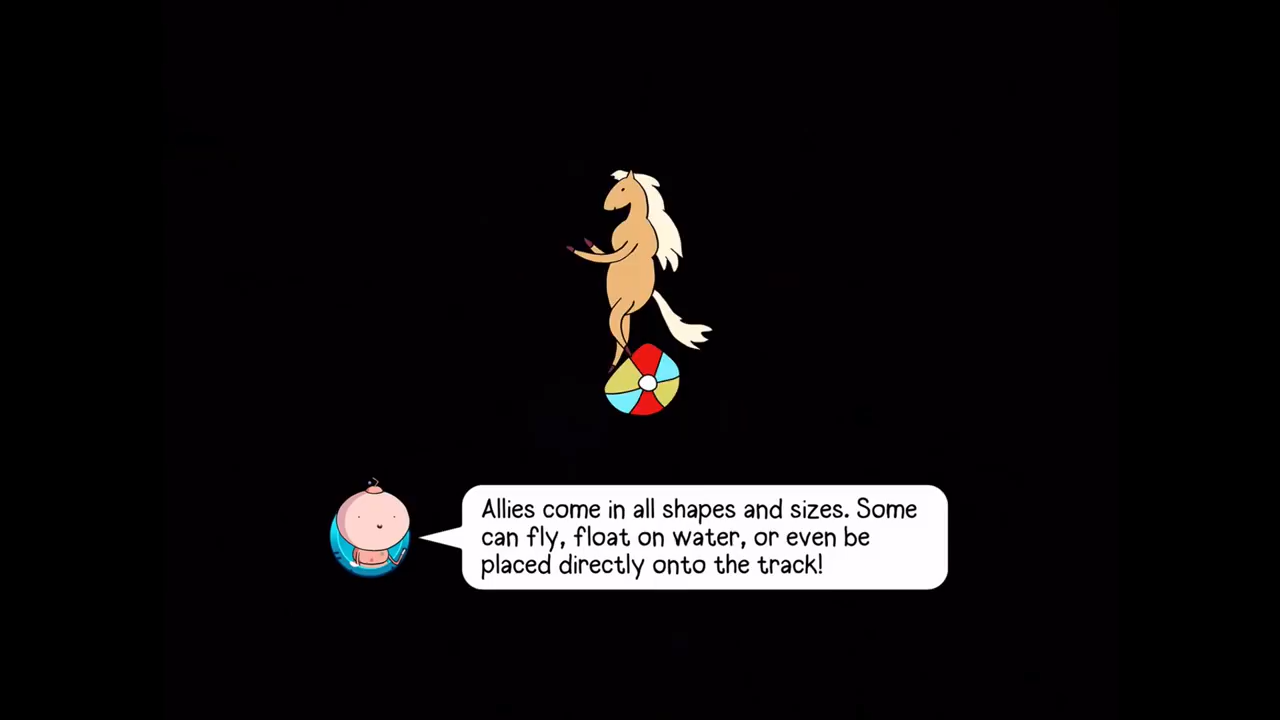 Allies come in all shapes and sizes. Some
can fly, float on water, or even be
placed directly onto the track!